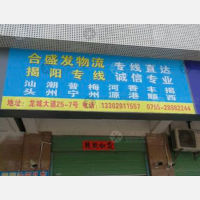 合盛发物流 专线直达
揭阳专线 诚信专业
汕潮普梅河香丰揭
头州宁州源港顺西
地址：龙城大道25-7号 电话：13302911557 0755-28982244